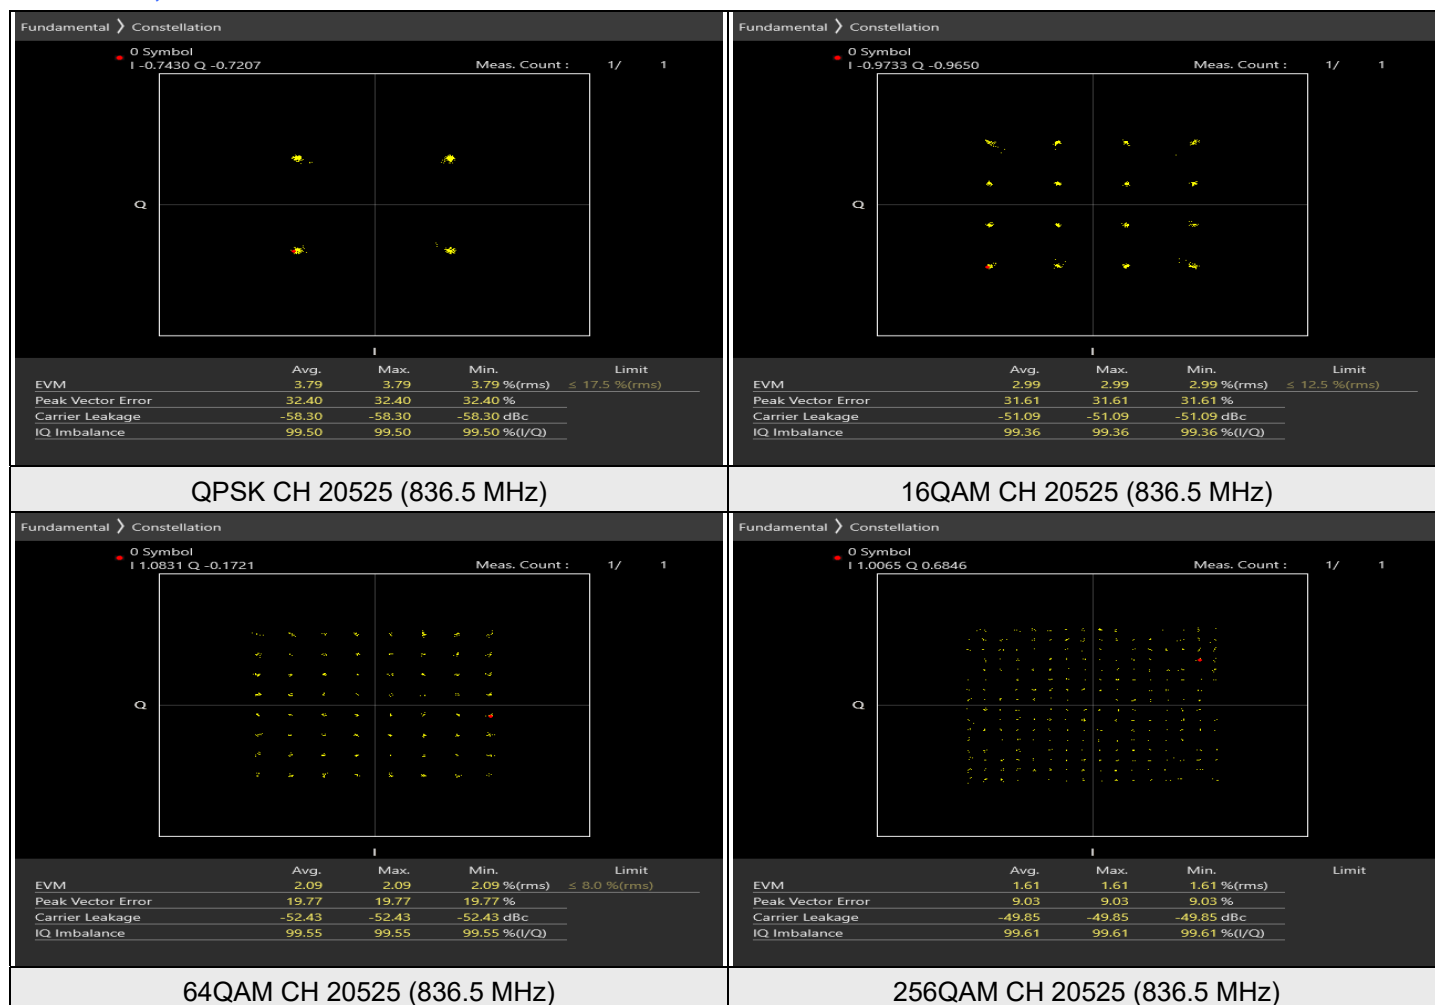 Fundamental ❯ Constellation
0 Symbol
I -0.7430 Q -0.7207 Meas. Count : 1/ 1
Q
I
Avg. Max. Min. Limit
EVM 3.79 3.79 3.79 %(rms) ≤ 17.5 %(rms)
Peak Vector Error 32.40 32.40 32.40 %
Carrier Leakage -58.30 -58.30 -58.30 dBc
IQ Imbalance 99.50 99.50 99.50 %(I/Q)
QPSK CH 20525 (836.5 MHz)
Fundamental ❯ Constellation
0 Symbol
I -0.9733 Q -0.9650 Meas. Count : 1/ 1
Q
I
Avg. Max. Min. Limit
EVM 2.99 2.99 2.99 %(rms) ≤ 12.5 %(rms)
Peak Vector Error 31.61 31.61 31.61 %
Carrier Leakage -51.09 -51.09 -51.09 dBc
IQ Imbalance 99.36 99.36 99.36 %(I/Q)
16QAM CH 20525 (836.5 MHz)
Fundamental ❯ Constellation
0 Symbol
I 1.0831 Q -0.1721 Meas. Count : 1/ 1
Q
I
Avg. Max. Min. Limit
EVM 2.09 2.09 2.09 %(rms) ≤ 8.0 %(rms)
Peak Vector Error 19.77 19.77 19.77 %
Carrier Leakage -52.43 -52.43 -52.43 dBc
IQ Imbalance 99.55 99.55 99.55 %(I/Q)
64QAM CH 20525 (836.5 MHz)
Fundamental ❯ Constellation
0 Symbol
I 1.0065 Q 0.6846 Meas. Count : 1/ 1
Q
I
Avg. Max. Min. Limit
EVM 1.61 1.61 1.61 %(rms)
Peak Vector Error 9.03 9.03 9.03 %
Carrier Leakage -49.85 -49.85 -49.85 dBc
IQ Imbalance 99.61 99.61 99.61 %(I/Q)
256QAM CH 20525 (836.5 MHz)